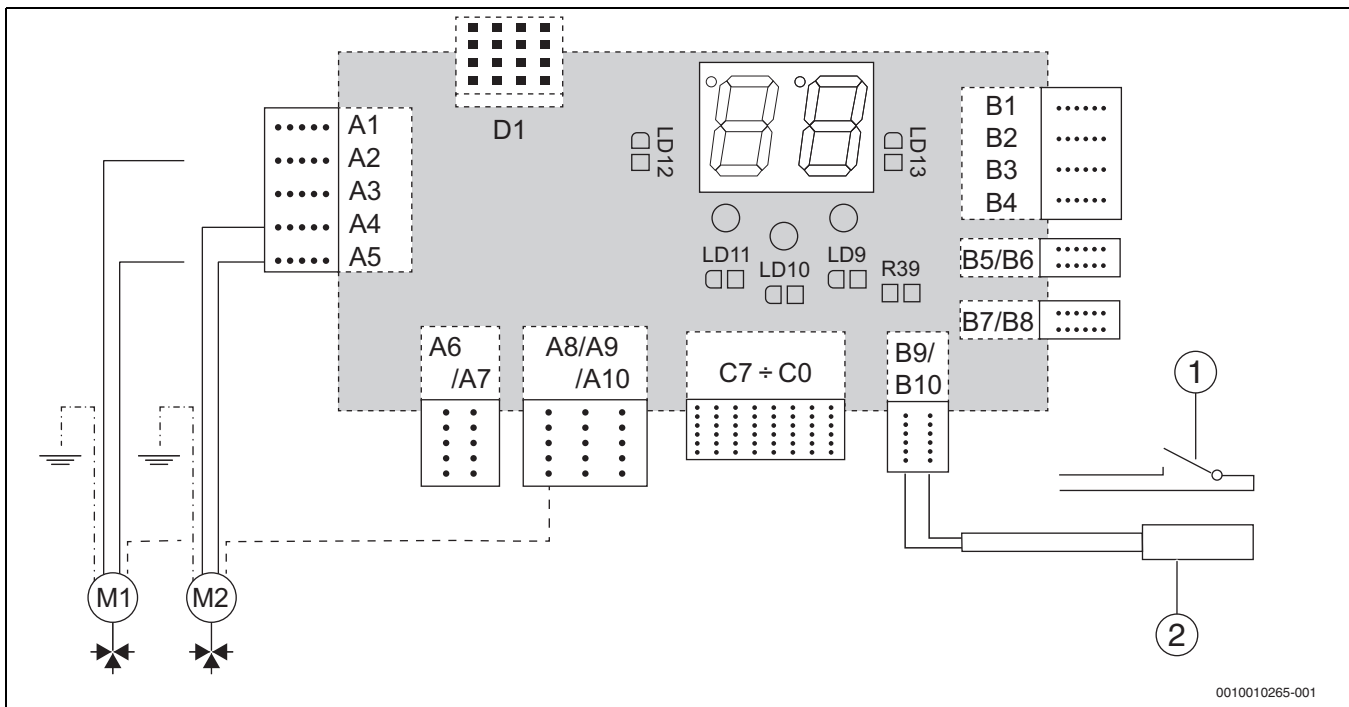 D1
A1
A2
A3
A4
A5
LD12
LD13
B1
B2
B3
B4
LD11
LD10
LD9
R39
B5/B6
B7/B8
A6
/A7
A8/A9
/A10
C7 ÷ C0
B9/
B10
1
M1
M2
2
0010010265-001